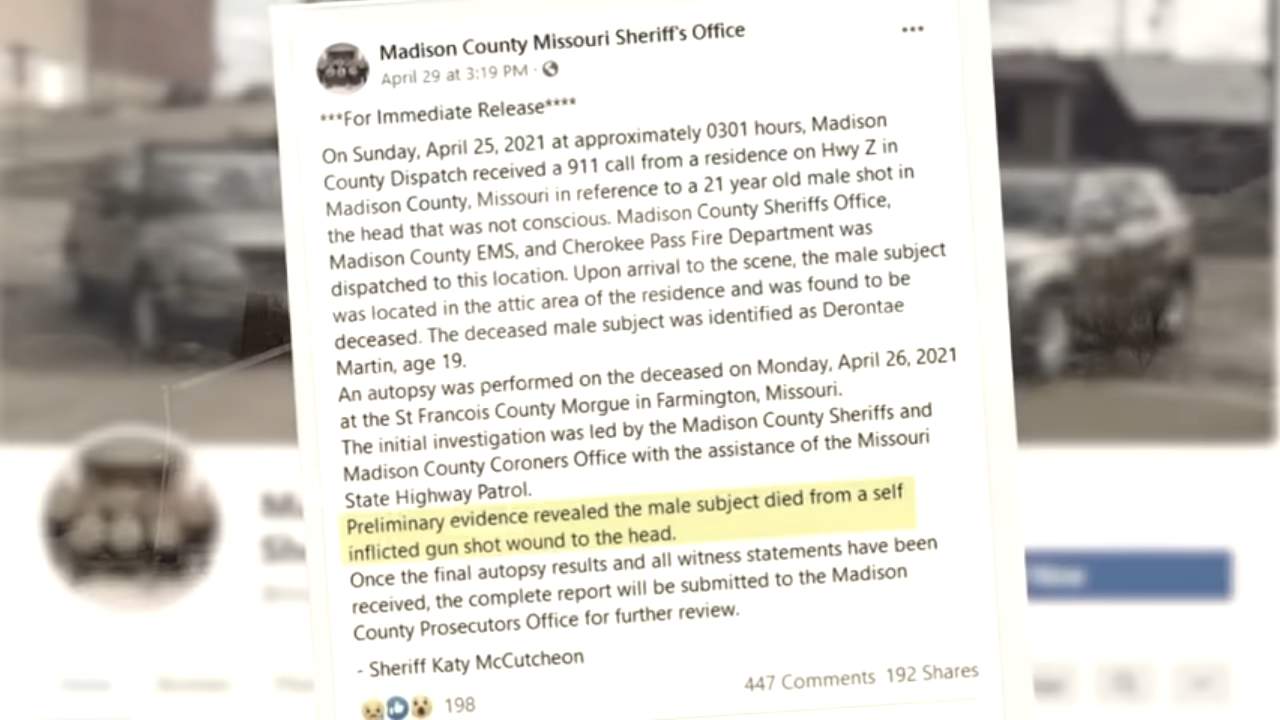 Madison County Missouri Sheriff's Office
April 29 at 3:19 PM ·
***For Immediate Release****
On Sunday, April 25, 2021 at approximately 0301 hours, Madison
County Dispatch received a 911 call from a residence on Hwy Z in
Madison County, Missouri in reference to a 21 year old male shot in
the head that was not conscious. Madison County Sheriffs Office,
Madison County EMS, and Cherokee Pass Fire Department was
dispatched to this location. Upon arrival to the scene, the male subject
was located in the attic area of the residence and was found to be
deceased. The deceased male subject was identified as Derontae
Martin, age 19.
An autopsy was performed on the deceased on Monday, April 26, 2021
at the St Francois County Morgue in Farmington, Missouri.
The initial investigation was led by the Madison County Sheriffs and
Madison County Coroners Office with the assistance of the Missouri
State Highway Patrol.
Preliminary evidence revealed the male subject died from a self
inflicted gun shot wound to the head.
Once the final autopsy results and all witness statements have been
received, the complete report will be submitted to the Madison
County Prosecutors Office for further review.
- Sheriff Katy McCutcheon
198
447 Comments 192 Shares